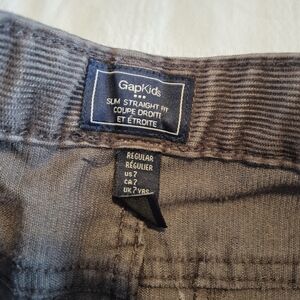 GapKids
SLIM STRAIGHT FIT
COUPE DROITE
ET ÉTROITE
REGULAR
RÉGULIER
US 7
CA 7
UK 7 YRS